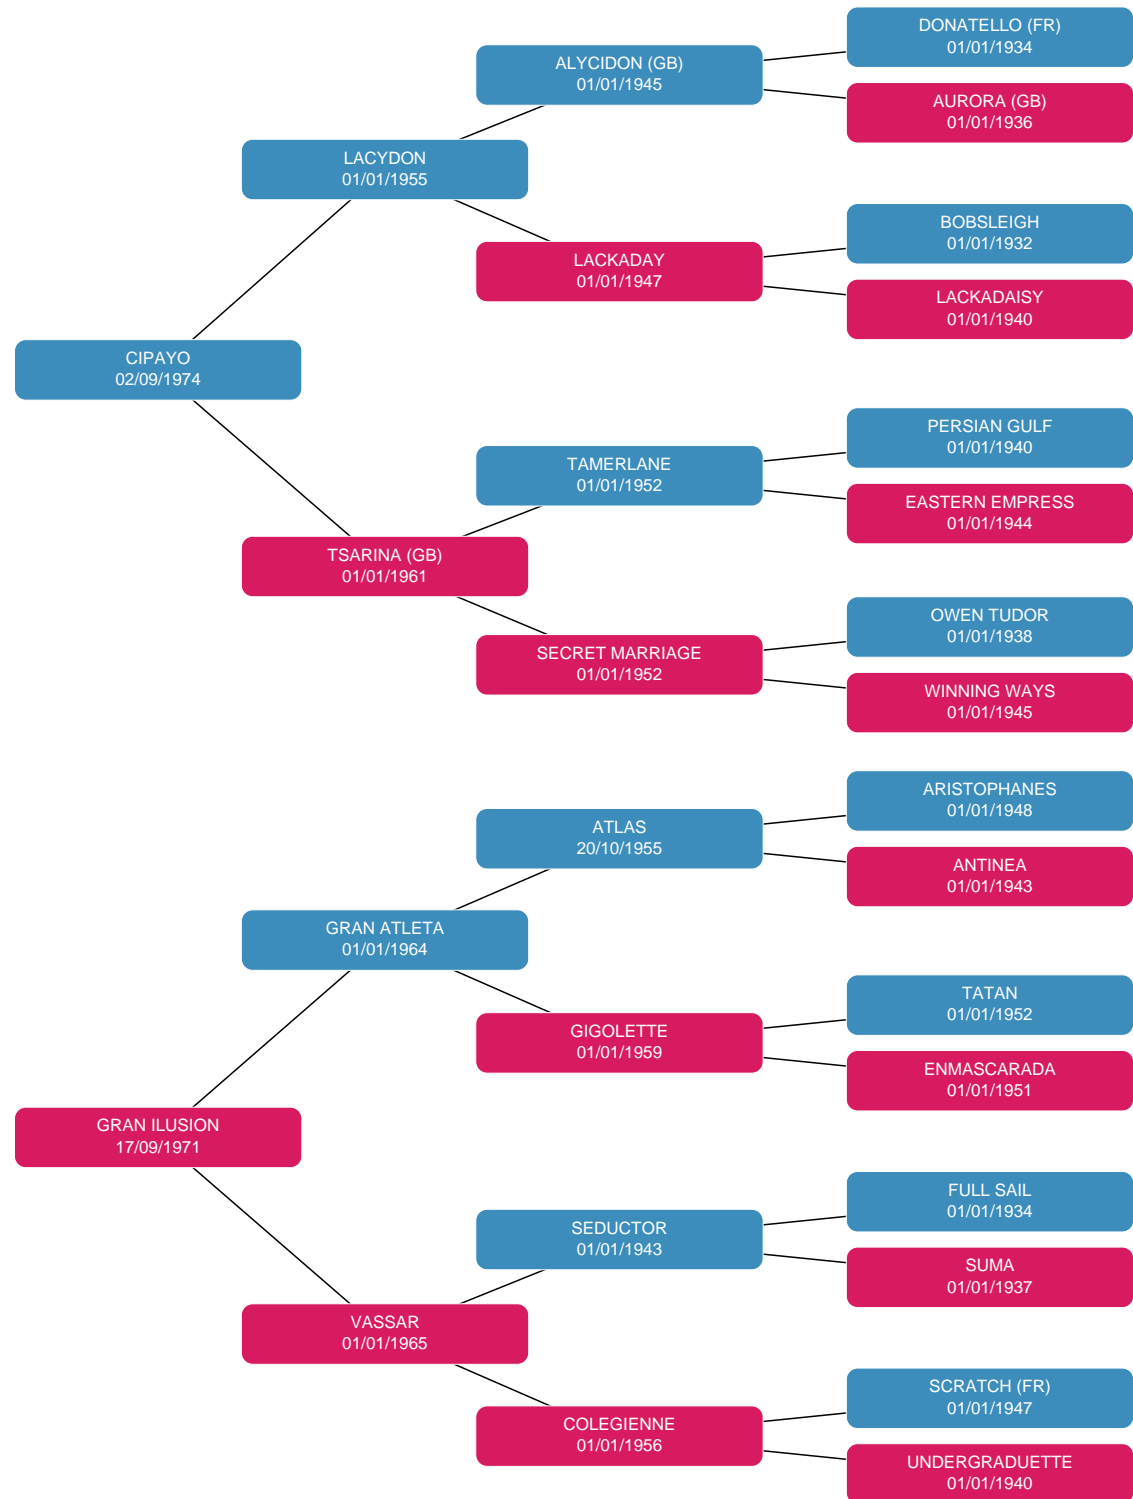 DONATELLO (FR)
01/01/1934
ALYCIDON (GB)
01/01/1945
AURORA (GB)
01/01/1936
LACYDON
01/01/1955
BOBSLEIGH
01/01/1932
LACKADAY
01/01/1947
LACKADAISY
01/01/1940
CIPAYO
02/09/1974
PERSIAN GULF
01/01/1940
TAMERLANE
01/01/1952
EASTERN EMPRESS
01/01/1944
TSARINA (GB)
01/01/1961
OWEN TUDOR
01/01/1938
SECRET MARRIAGE
01/01/1952
WINNING WAYS
01/01/1945
ARISTOPHANES
01/01/1948
ATLAS
20/10/1955
ANTINEA
01/01/1943
GRAN ATLETA
01/01/1964
TATAN
01/01/1952
GIGOLETTE
01/01/1959
ENMASCARADA
01/01/1951
GRAN ILUSION
17/09/1971
FULL SAIL
01/01/1934
SEDUCTOR
01/01/1943
SUMA
01/01/1937
VASSAR
01/01/1965
SCRATCH (FR)
01/01/1947
COLEGIENNE
01/01/1956
UNDERGRADUETTE
01/01/1940